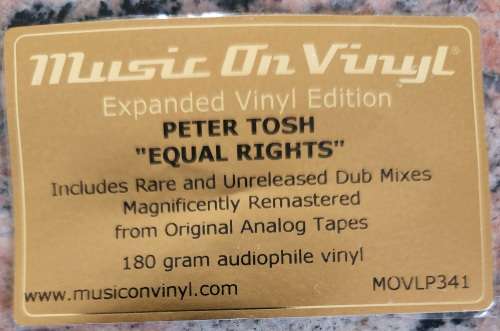 Music On Vinyl®
Expanded Vinyl Edition
PETER TOSH
"EQUAL RIGHTS"
Includes Rare and Unreleased Dub Mixes
Magnificently Remastered
from Original Analog Tapes
180 gram audiophile vinyl
www.musiconvinyl.com MOVLP341